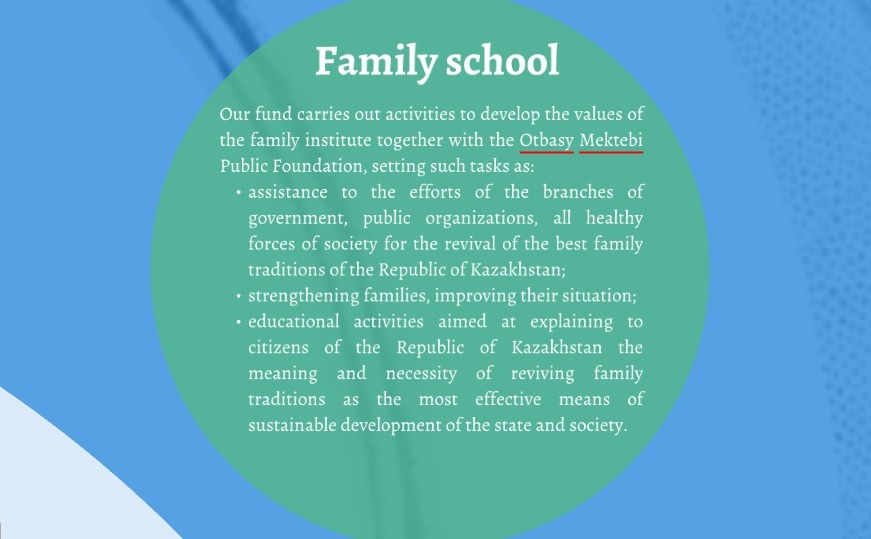 Family school
Our fund carries out activities to develop the values of
the family institute together with the Otbasy Mektebi
Public Foundation, setting such tasks as:
• assistance to the efforts of the branches of
government, public organizations, all healthy
forces of society for the revival of the best family
traditions of the Republic of Kazakhstan;
• strengthening families, improving their situation;
• educational activities aimed at explaining to
citizens of the Republic of Kazakhstan the
meaning and necessity of reviving family
traditions as the most effective means of
sustainable development of the state and society.